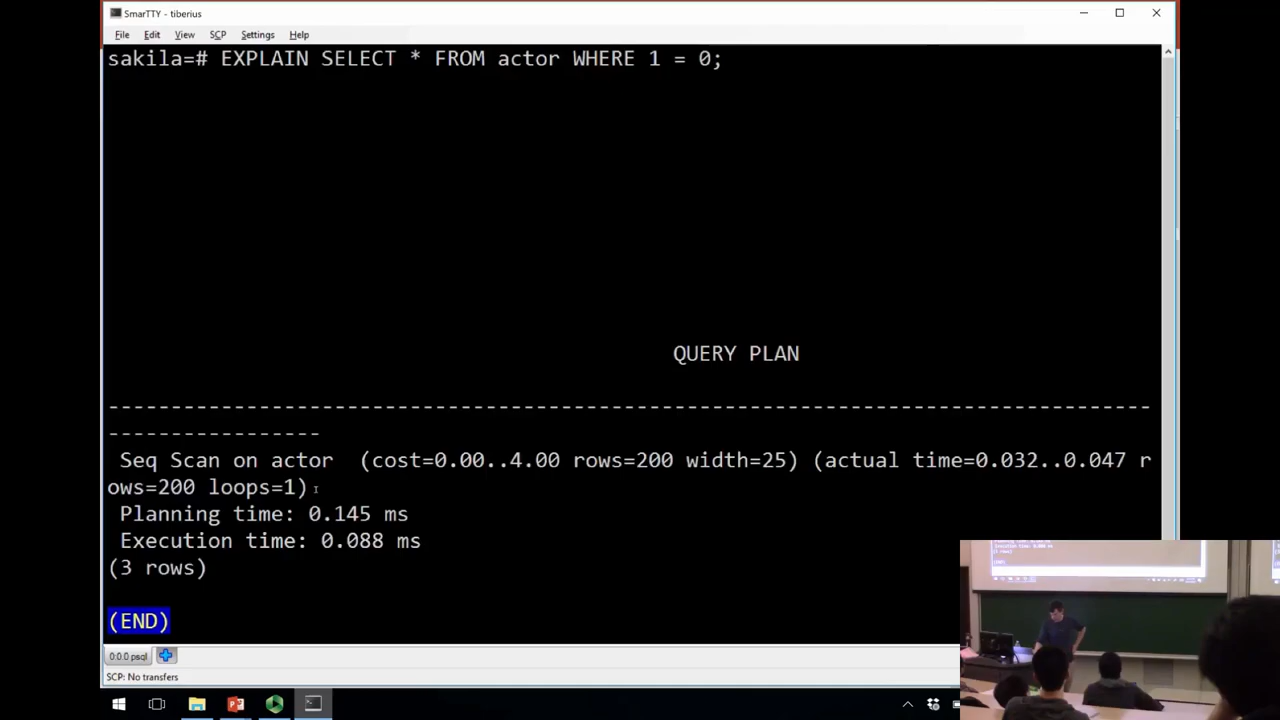 SmarTTY - tiberius
File Edit View SCP Settings Help
sakila=# EXPLAIN SELECT * FROM actor WHERE 1 = 0;
QUERY PLAN
-----------------------------------------------------------------------------------
-----------------
Seq Scan on actor  (cost=0.00..4.00 rows=200 width=25) (actual time=0.032..0.047 r
ows=200 loops=1)
Planning time: 0.145 ms
Execution time: 0.088 ms
(3 rows)
(END)
0:0.0 psql
SCP: No transfers